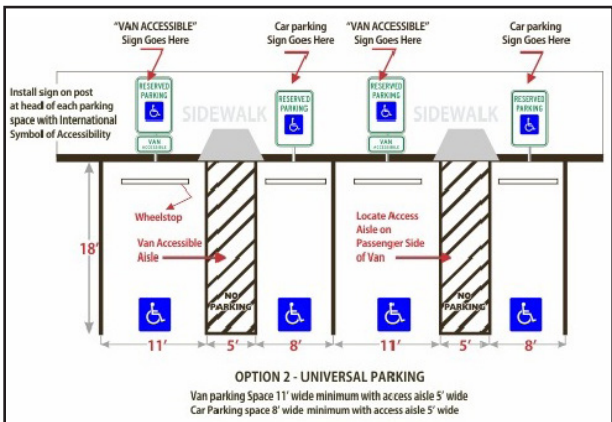 "VAN ACCESSIBLE"
Sign Goes Here
Car parking
Sign Goes Here
"VAN ACCESSIBLE"
Sign Goes Here
Car parking
Sign Goes Here
Install sign on post
at head of each parking
space with International
Symbol of Accessibility
RESERVED
PARKING
VAN
ACCESSIBLE
SIDEWALK
RESERVED
PARKING
RESERVED
PARKING
VAN
ACCESSIBLE
SIDEWALK
RESERVED
PARKING
Wheelstop
Van Accessible
Aisle
Locate Access
Aisle on
Passenger Side
of Van
18'
NO
PARKING
NO
PARKING
11'
5'
8'
11'
5'
8'
OPTION 2 - UNIVERSAL PARKING
Van parking Space 11' wide minimum with access aisle 5' wide
Car Parking space 8' wide minimum with access aisle 5' wide